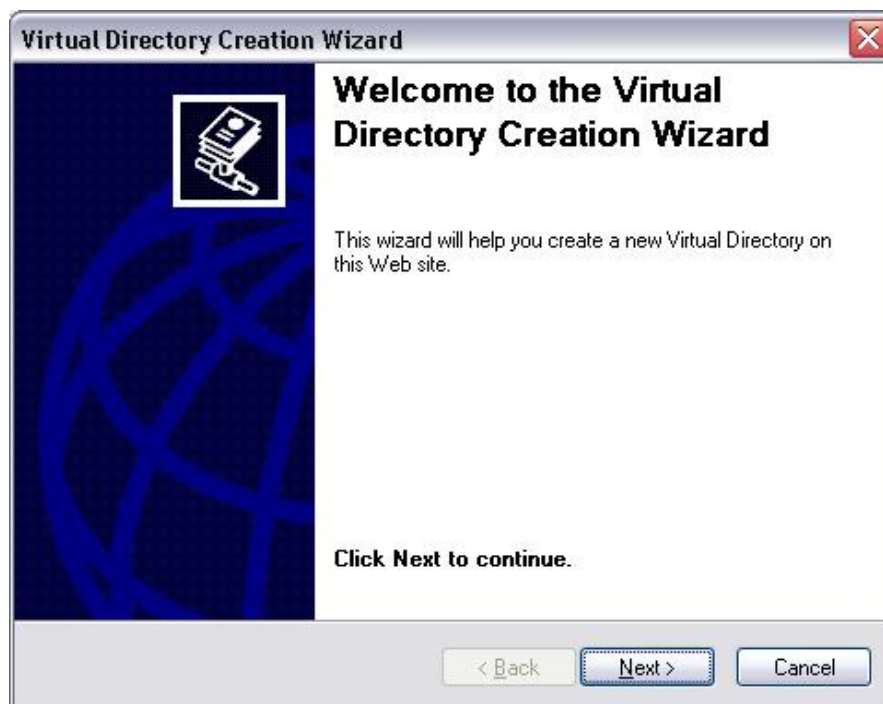 Virtual Directory Creation Wizard
Welcome to the Virtual
Directory Creation Wizard
This wizard will help you create a new Virtual Directory on
this Web site.
Click Next to continue.
< Back Next > Cancel